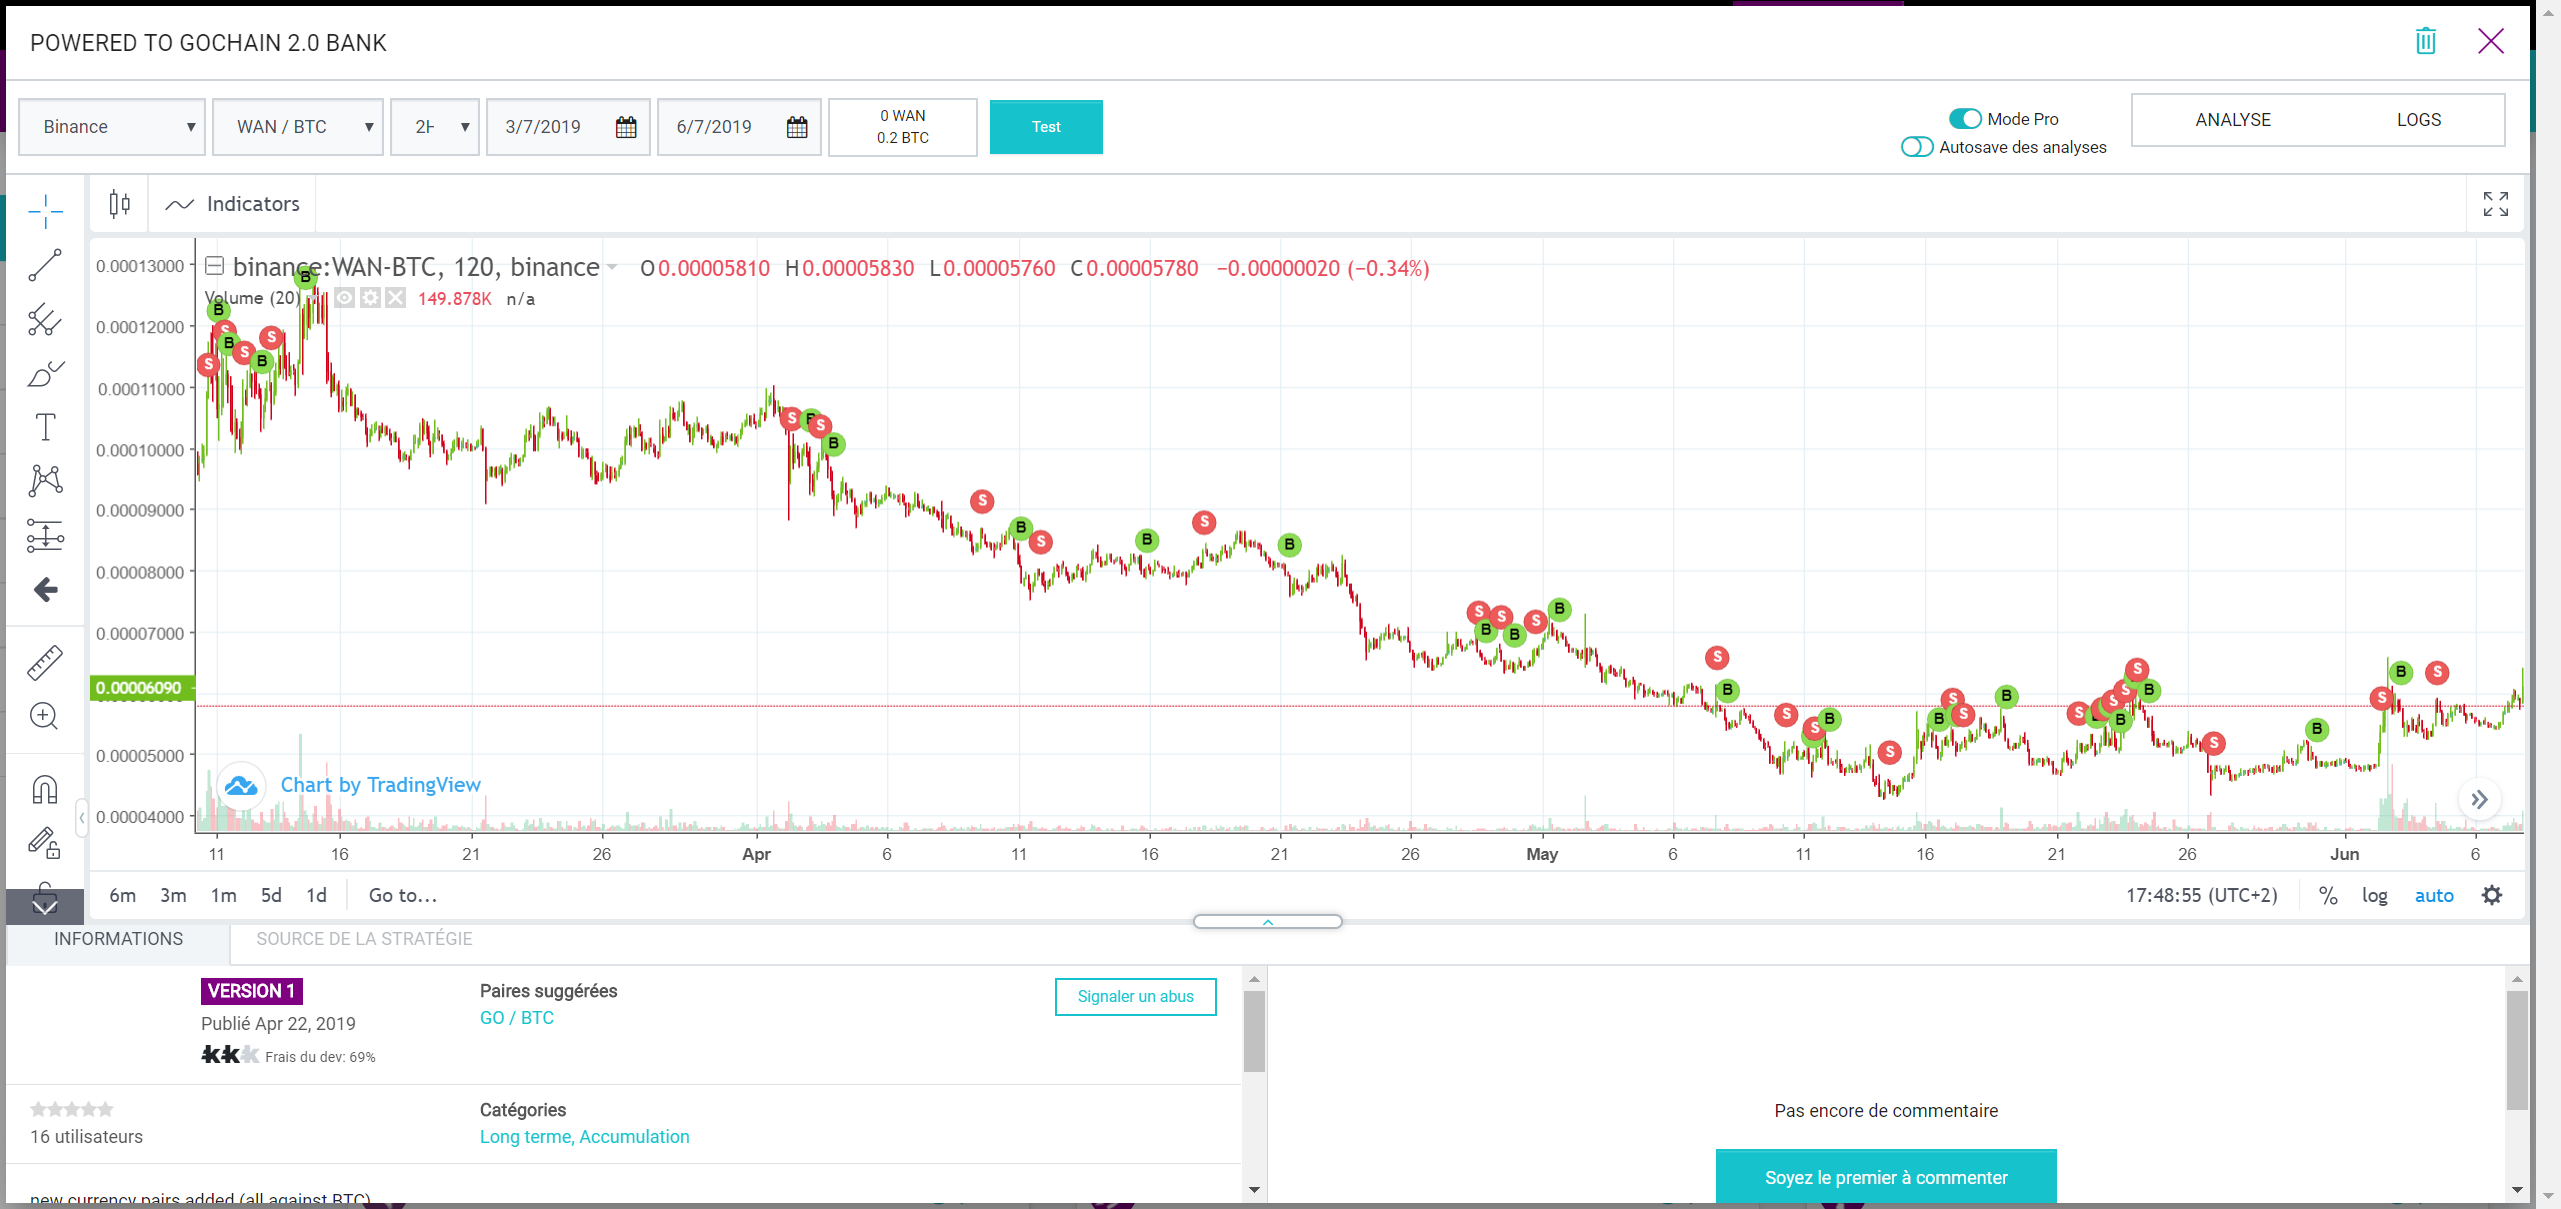 POWERED TO GOCHAIN 2.0 BANK
Binance
WAN / BTC
3/7/2019
6/7/2019
0 WAN
0.2 BTC
Test
Mode Pro
Autosave des analyses
ANALYSE
LOGS
Indicators
binance:WAN-BTC, 120, binance O0.00005810 H0.00005830 L0.00005760 C0.00005780 −0.00000020 (−0.34%)
Volume (20) 149.878K n/a
0.00013000
0.00012000
0.00011000
0.00010000
0.00009000
0.00008000
0.00007000
0.00006090
0.00005000
0.00004000
Chart by TradingView
11 16 21 26 Apr 6 11 16 21 26 May 6 11 16 21 26 Jun 6
6m 3m 1m 5d 1d Go to...
17:48:55 (UTC+2) % log auto
INFORMATIONS
SOURCE DE LA STRATÉGIE
VERSION 1
Publié Apr 22, 2019
Frais du dev: 69%
Paires suggérées
GO / BTC
Signaler un abus
16 utilisateurs
Catégories
Long terme, Accumulation
new currency pairs added (all against BTC)
Pas encore de commentaire
Soyez le premier à commenter